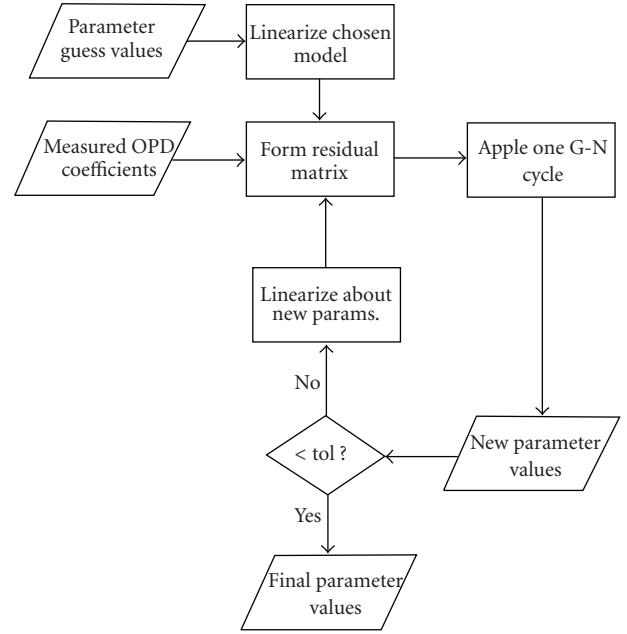 Parameter
guess values
Linearize chosen
model
Measured OPD
coefficients
Form residual
matrix
Apple one G-N
cycle
Linearize about
new params.
No
< tol ?
New parameter
values
Yes
Final parameter
values